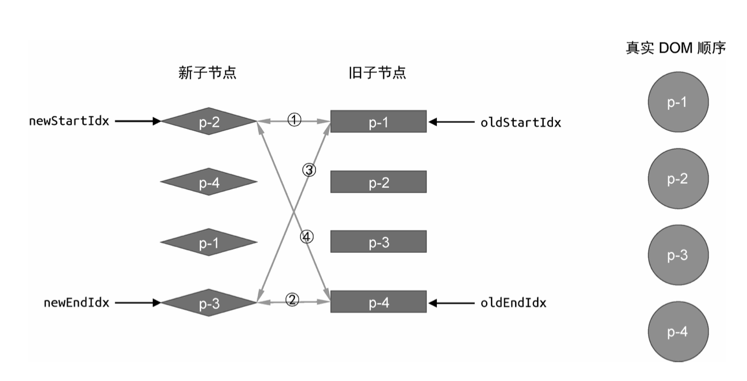 真实 DOM 顺序
新子节点
旧子节点
newStartIdx
p-2
①
p-1
oldStartIdx
p-1
③
p-4
p-2
p-2
p-1
④
p-3
p-3
newEndIdx
p-3
②
p-4
oldEndIdx
p-4